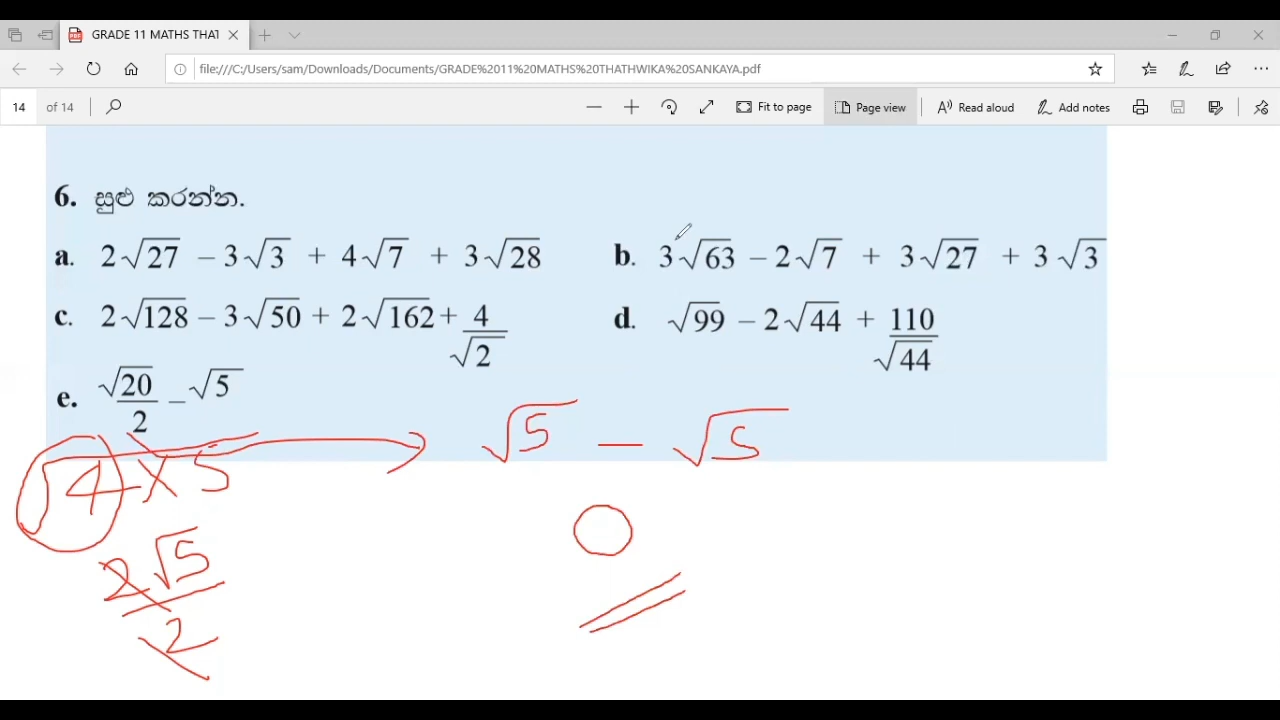 GRADE 11 MATHS THAT
file:///C:/Users/sam/Downloads/Documents/GRADE%2011%20MATHS%20THATHWIKA%20SANKAYA.pdf
14 of 14 Fit to page Page view Read aloud Add notes
6. සුළු කරන්න.
a. 2√27 – 3√3 + 4√7 + 3√28
b. 3√63 – 2√7 + 3√27 + 3√3
c. 2√128 – 3√50 + 2√162 + 4/√2
d. √99 – 2√44 + 110/√44
e. √20/2 – √5
√4×5
√5 – √5
2√5/2
0